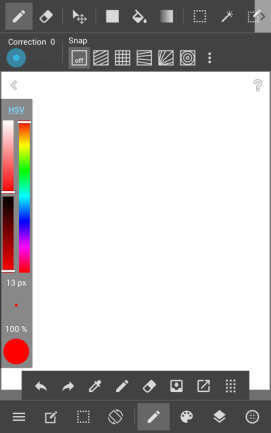 Correction 0 Snap
off
HSV
13 px
100 %